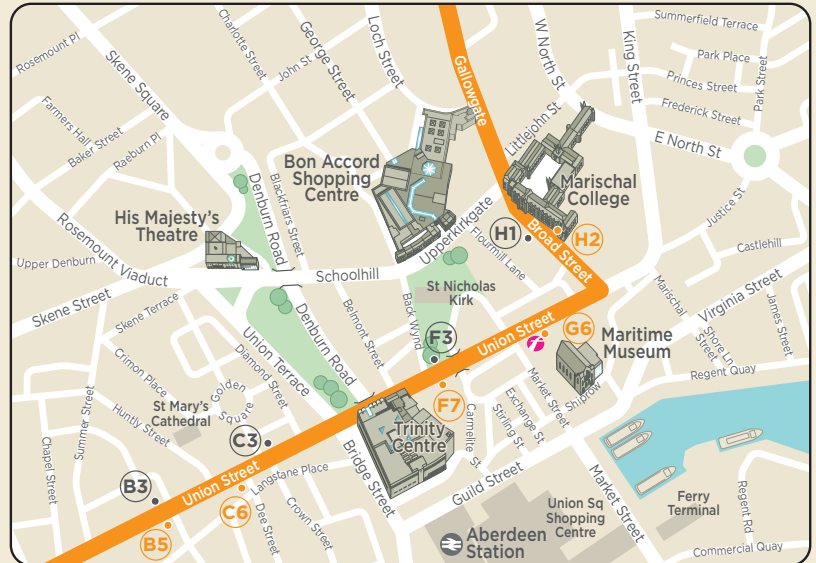 Rosemount Pl
Skene Square
Charlotte Street
John St
George Street
Loch Street
Gallowgate
W North St
King Street
Summerfield Terrace
Park Place
Princes Street
Park Street
Frederick Street
E North St
Littlejohn St
Farmers Hall
Baker Street
Raeburn Pl
Bon Accord
Shopping
Centre
Marischal
College
Justice St
His Majesty's
Theatre
Denburn Road
Blackfriars Street
Upperkirkgate
H1
H2
Broad Street
Flourmill Lane
Castlehill
Rosemount Viaduct
Upper Denburn
Schoolhill
Skene Street
Skene Terrace
St Nicholas
Kirk
Back Wynd
Belmont Street
Marischal
Street
Virginia Street
James Street
Shore Ln
Denburn Road
Union Terrace
Diamond Street
Golden
Square
Crimon Place
Huntly Street
Summer Street
Chapel Street
St Mary's
Cathedral
F3
Union Street
G6
f
Maritime
Museum
Regent Quay
F7
Market Street
Shiprow
Exchange St
Stirling St
Carmelite St
Trinity
Centre
Bridge Street
Guild Street
C3
Union Street
Langstane Place
B3
C6
B5
Dee Street
Crown Street
Market Street
Union Sq
Shopping
Centre
Ferry
Terminal
Regent Rd
Aberdeen
Station
Commercial Quay